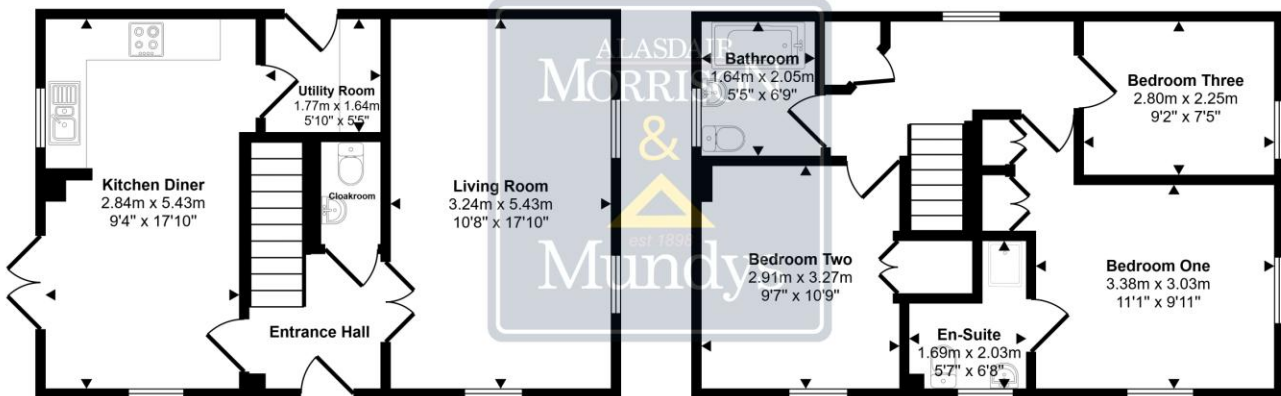 Kitchen Diner
2.84m x 5.43m
9'4" x 17'10"
Utility Room
1.77m x 1.64m
5'10" x 5'5"
Cloakroom
Entrance Hall
Living Room
3.24m x 5.43m
10'8" x 17'10"
ALASDAIR
MORRISON
&
est 1898
Mundys
Bathroom
1.64m x 2.05m
5'5" x 6'9"
Bedroom Two
2.91m x 3.27m
9'7" x 10'9"
En-Suite
1.69m x 2.03m
5'7" x 6'8"
Bedroom Three
2.80m x 2.25m
9'2" x 7'5"
Bedroom One
3.38m x 3.03m
11'1" x 9'11"